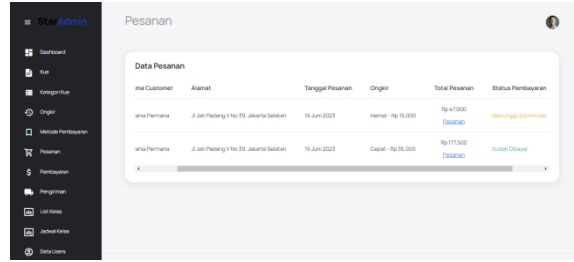 StarAdmin
Pesanan
Dashboard
Kue
Kategori Kue
Ongkir
Metode Pembayaran
Pesanan
Pembayaran
Pengiriman
List Kelas
Jadwal Kelas
Data Users
Data Pesanan
ma Customer Alamat Tanggal Pesanan Ongkir Total Pesanan Status Pembayaran
ana Permana Jl Jati Padang V No 39, Jakarta Selatan 19 Juni 2023 Hemat - Rp 15.000 Rp 47.000 Menunggu Konfirmasi
Pesanan
ana Permana Jl Jati Padang V No 39, Jakarta Selatan 19 Juni 2023 Cepat - Rp 35.000 Rp 177.500 Sudah Dibayar
Pesanan